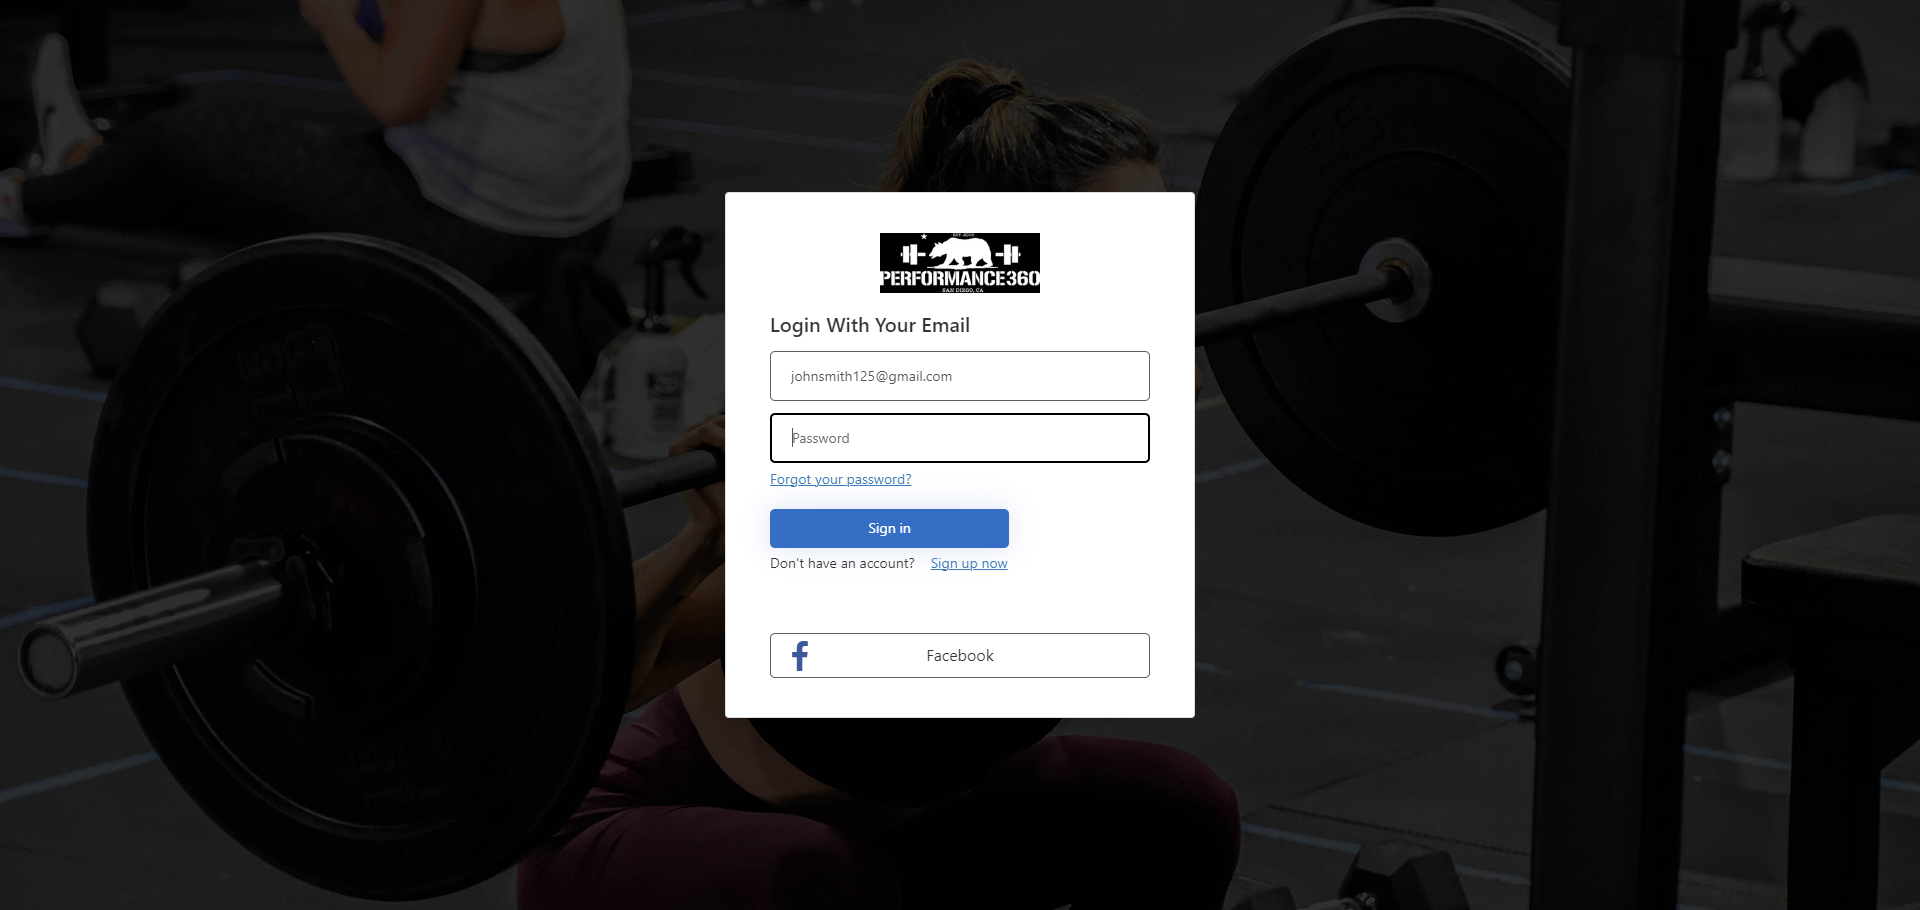 EST. 2010
PERFORMANCE360
SAN DIEGO, CA
Login With Your Email
johnsmith125@gmail.com
Password
Forgot your password?
Sign in
Don't have an account? Sign up now
Facebook